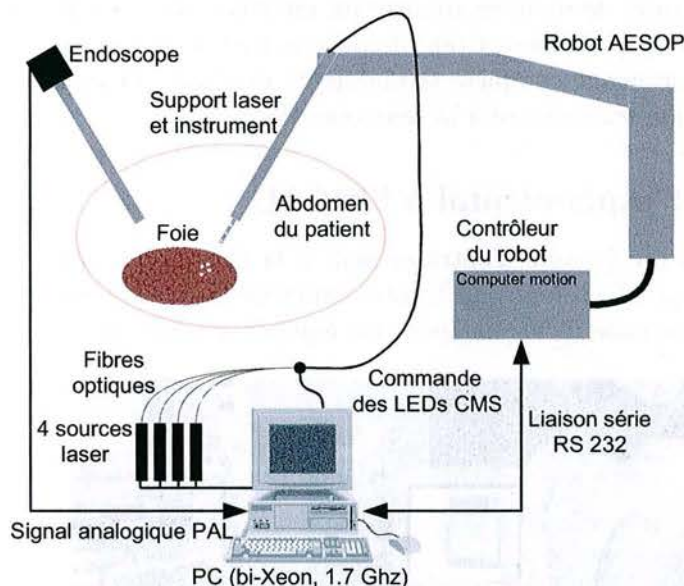 Endoscope
Robot AESOP
Support laser
et instrument
Abdomen
du patient
Foie
Contrôleur
du robot
Computer motion
Fibres
optiques
Commande
des LEDs CMS
4 sources
laser
Liaison série
RS 232
Signal analogique PAL
PC (bi-Xeon, 1.7 Ghz)